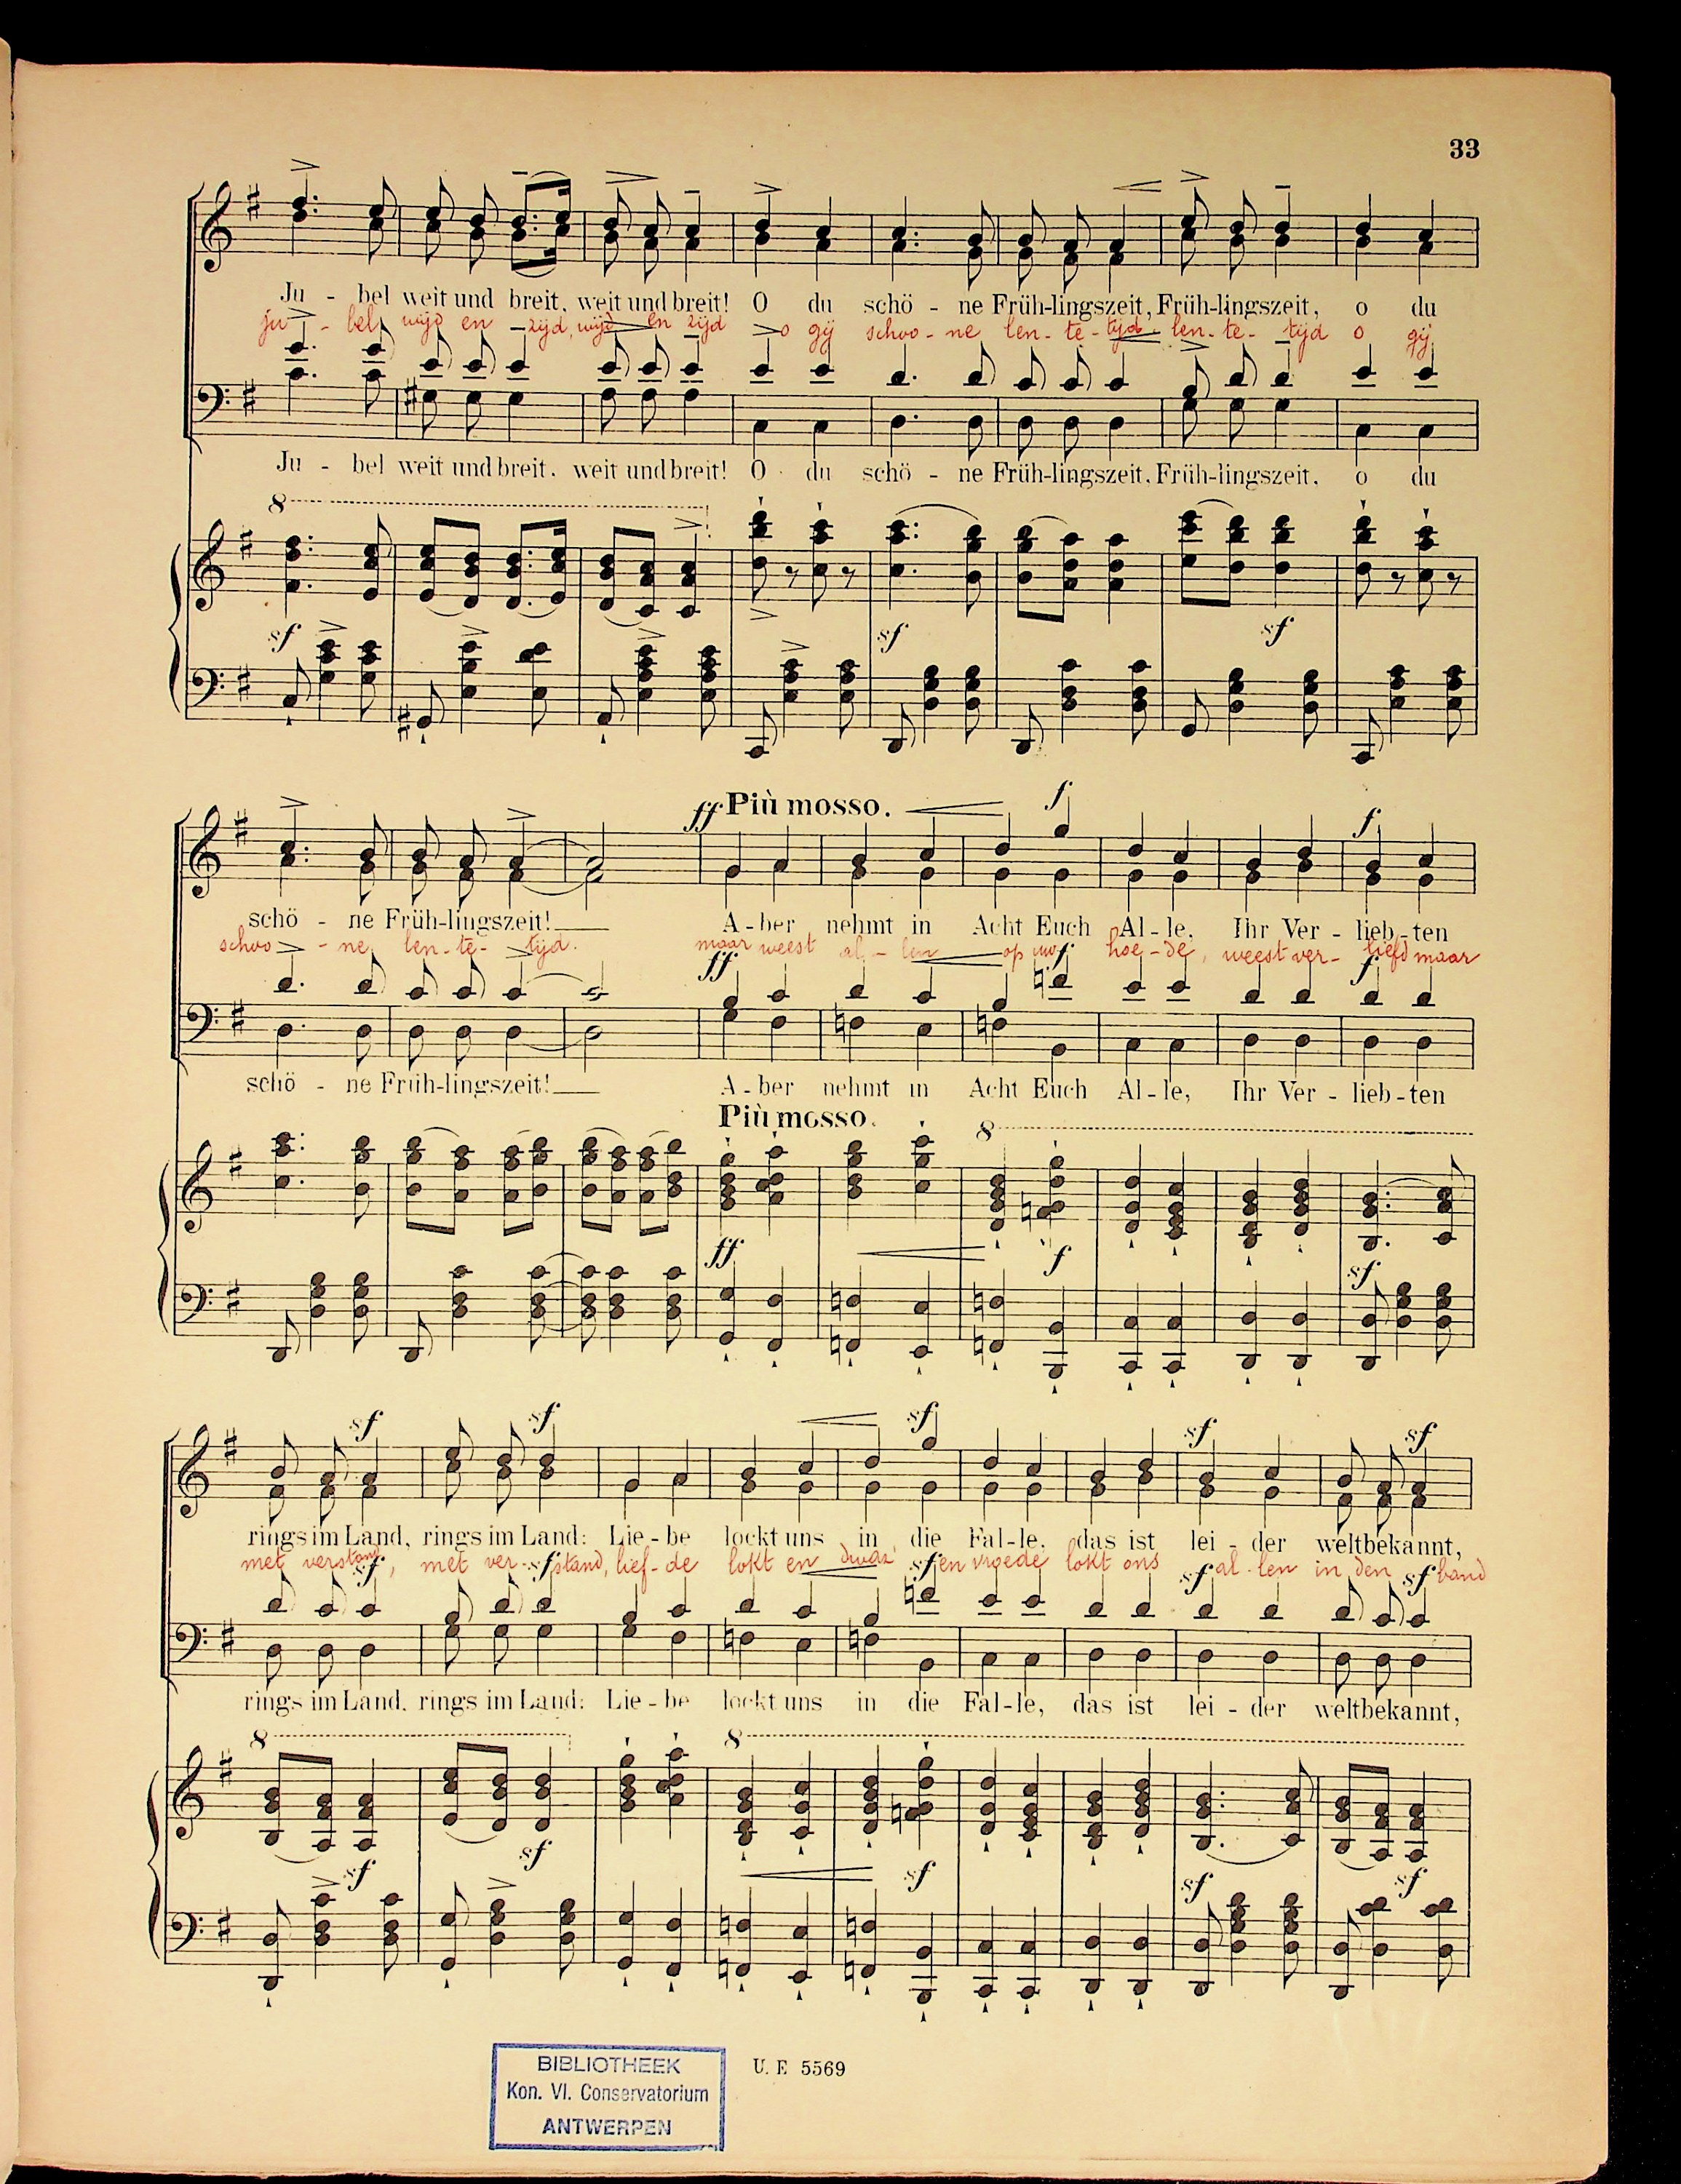 33
Ju - bel weit und breit, weit und breit! O du schö - ne Früh-lingszeit, Früh-lingszeit, o du
ju - bel wijd en zijd, wijd en zijd o gij schoo - ne len - te - tijd, len - te - tijd o gij
Ju - bel weit und breit, weit und breit! O du schö - ne Früh-lingszeit, Früh-lingszeit, o du
8
sf sf sf
ff Più mosso. f f
schö - ne Früh-lingszeit! A - ber nehmt in Acht Euch Al - le, Ihr Ver - lieb - ten
schoo - ne len - te - tijd. maar weest al - len op uw hoe - de, weest ver - liefd maar
ff f f
schö - ne Früh-lingszeit! A - ber nehmt in Acht Euch Al - le, Ihr Ver - lieb - ten
Più mosso.
8
ff f sf
sf sf sf sf sf
rings im Land, rings im Land: Lie - be lockt uns in die Fal - le, das ist lei - der weltbekannt,
met verstand, met ver - stand, lief - de lokt en en vroede lokt ons al - len in den band
sf sf sf sf sf
rings im Land, rings im Land: Lie - be lockt uns in die Fal - le, das ist lei - der weltbekannt,
8 8
sf sf sf sf sf
U. E. 5569
BIBLIOTHEEK
Kon. Vl. Conservatorium
ANTWERPEN